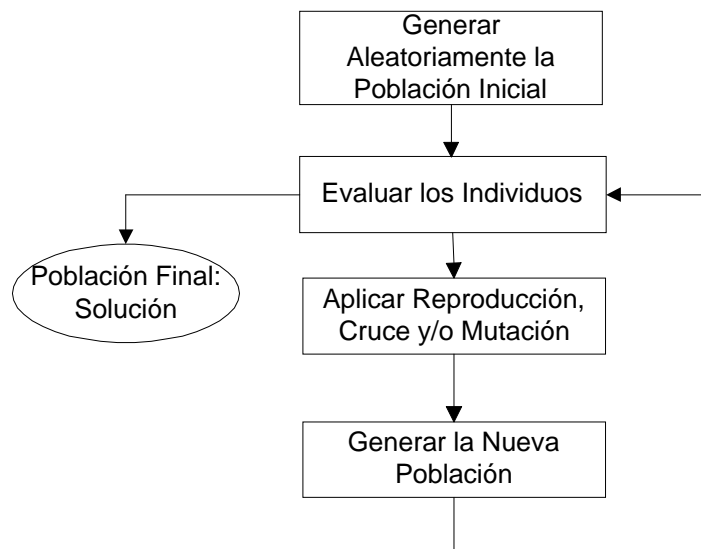 Generar
Aleatoriamente la
Población Inicial
Evaluar los Individuos
Población Final:
Solución
Aplicar Reproducción,
Cruce y/o Mutación
Generar la Nueva
Población